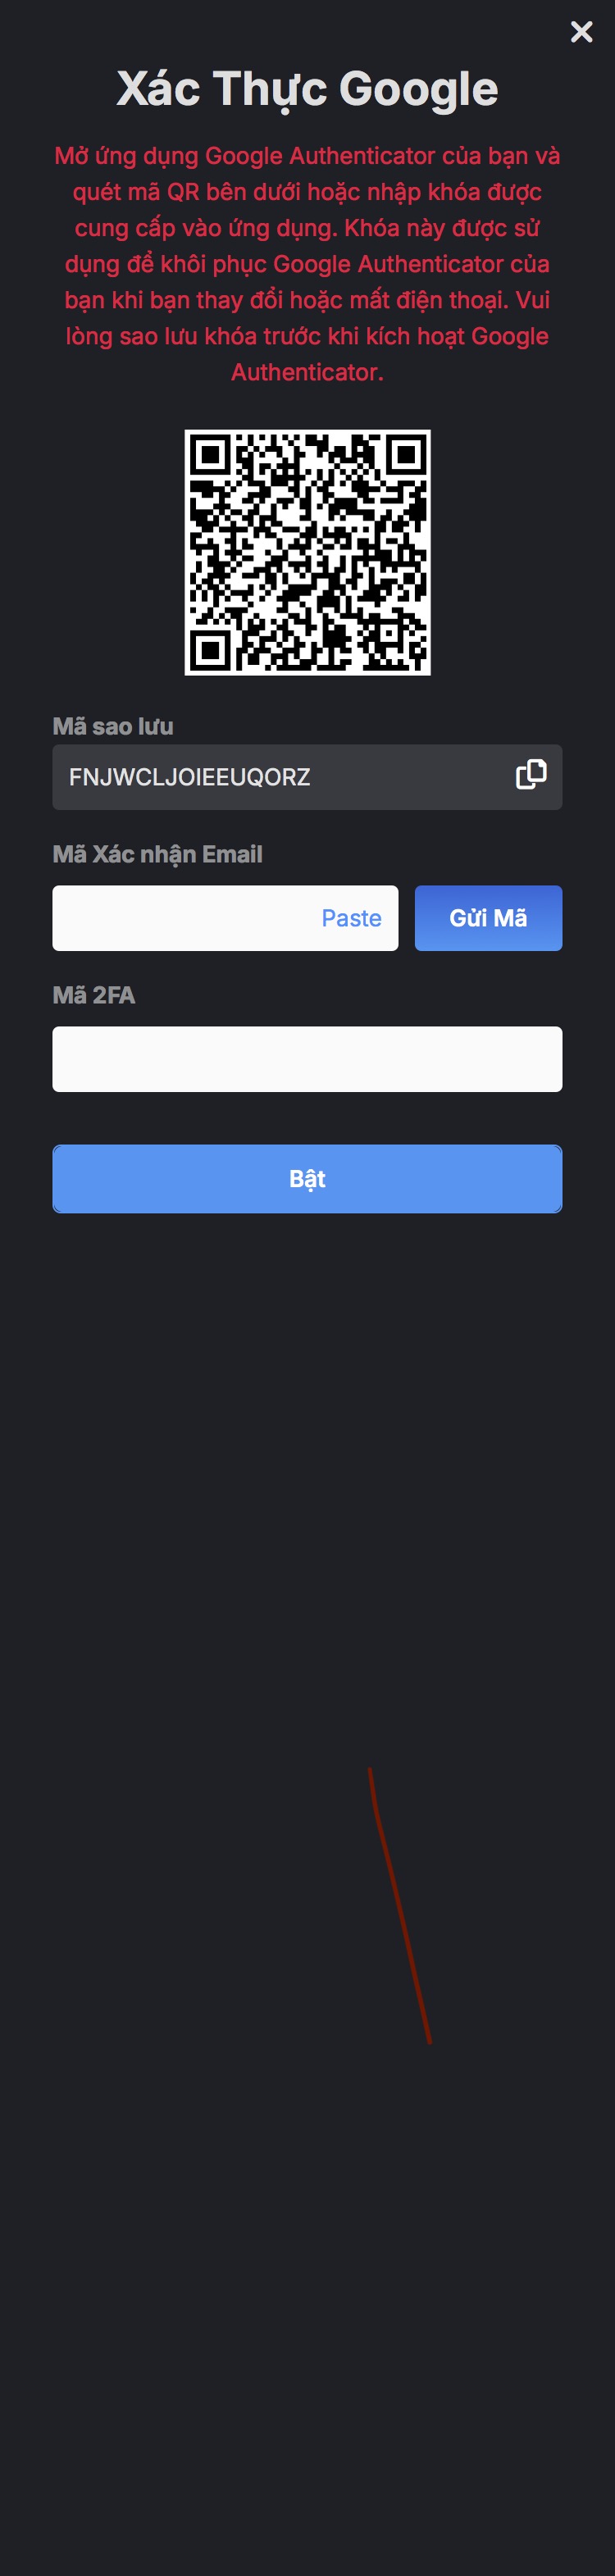 Xác Thực Google
Mở ứng dụng Google Authenticator của bạn và
quét mã QR bên dưới hoặc nhập khóa được
cung cấp vào ứng dụng. Khóa này được sử
dụng để khôi phục Google Authenticator của
bạn khi bạn thay đổi hoặc mất điện thoại. Vui
lòng sao lưu khóa trước khi kích hoạt Google
Authenticator.
Mã sao lưu
FNJWCLJOIEEUQORZ
Mã Xác nhận Email
Paste
Gửi Mã
Mã 2FA
Bật